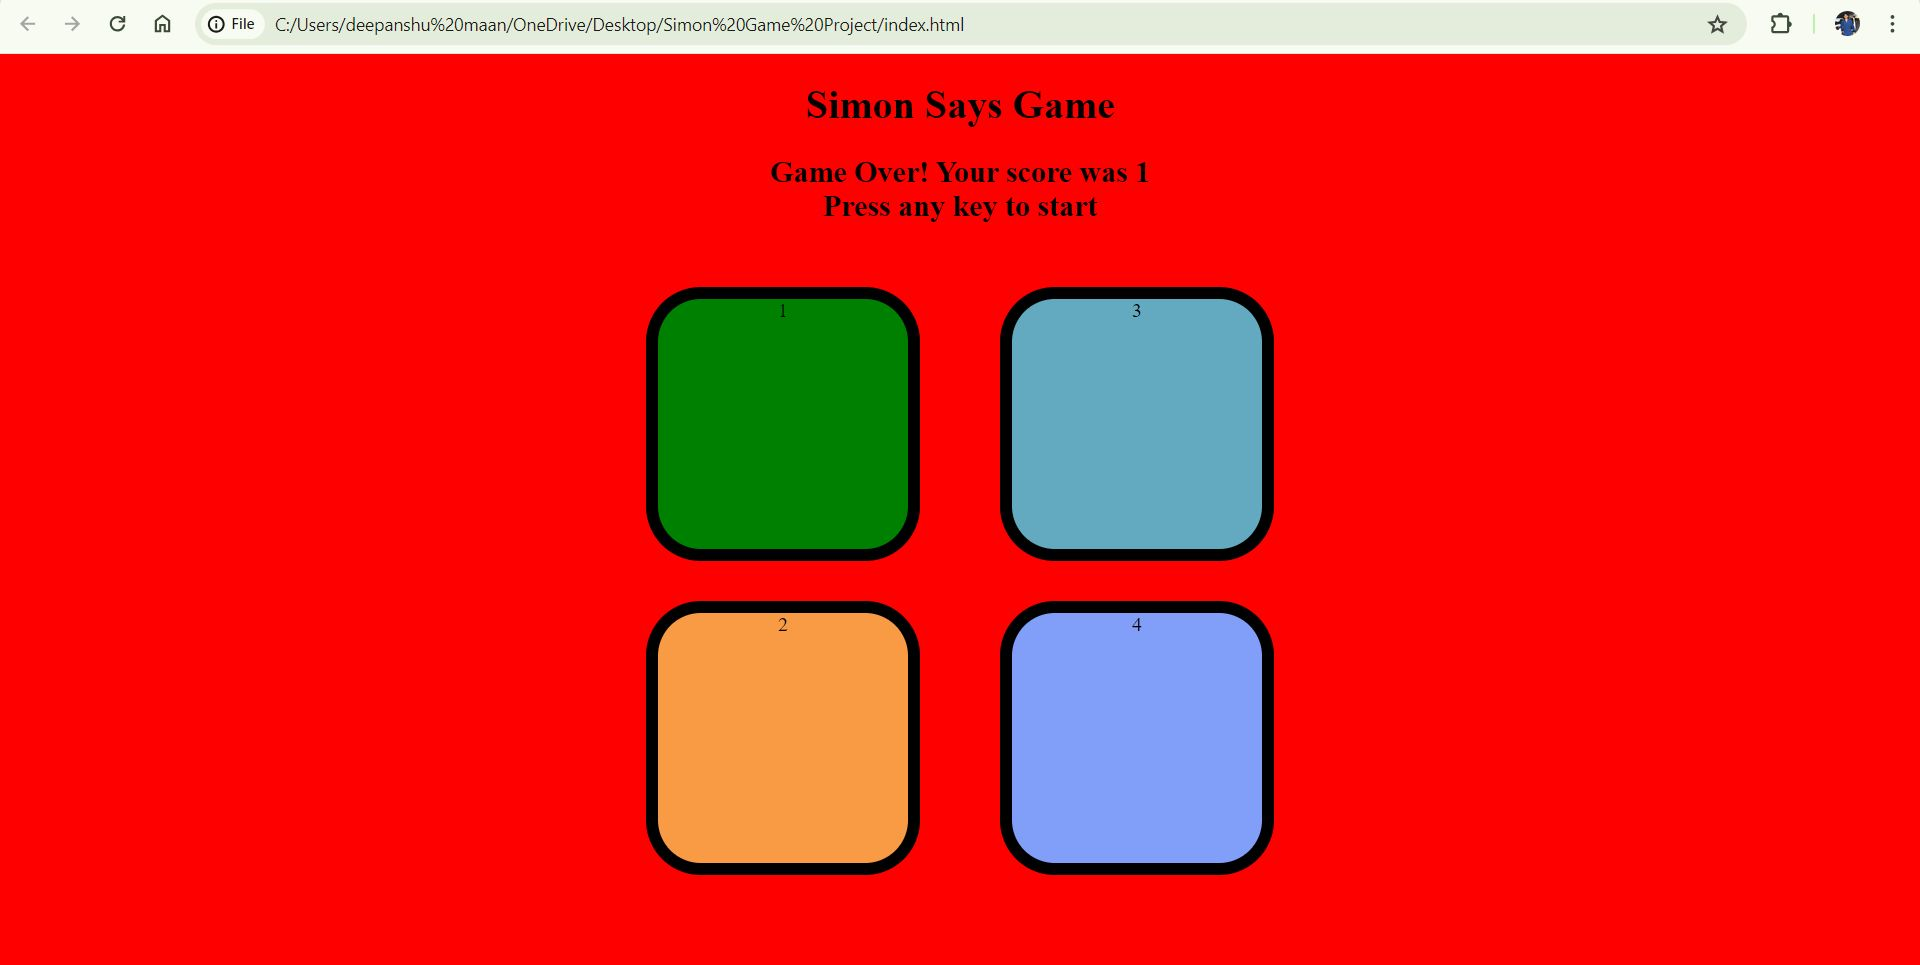 File C:/Users/deepanshu%20maan/OneDrive/Desktop/Simon%20Game%20Project/index.html
Simon Says Game
Game Over! Your score was 1
Press any key to start
1
3
2
4